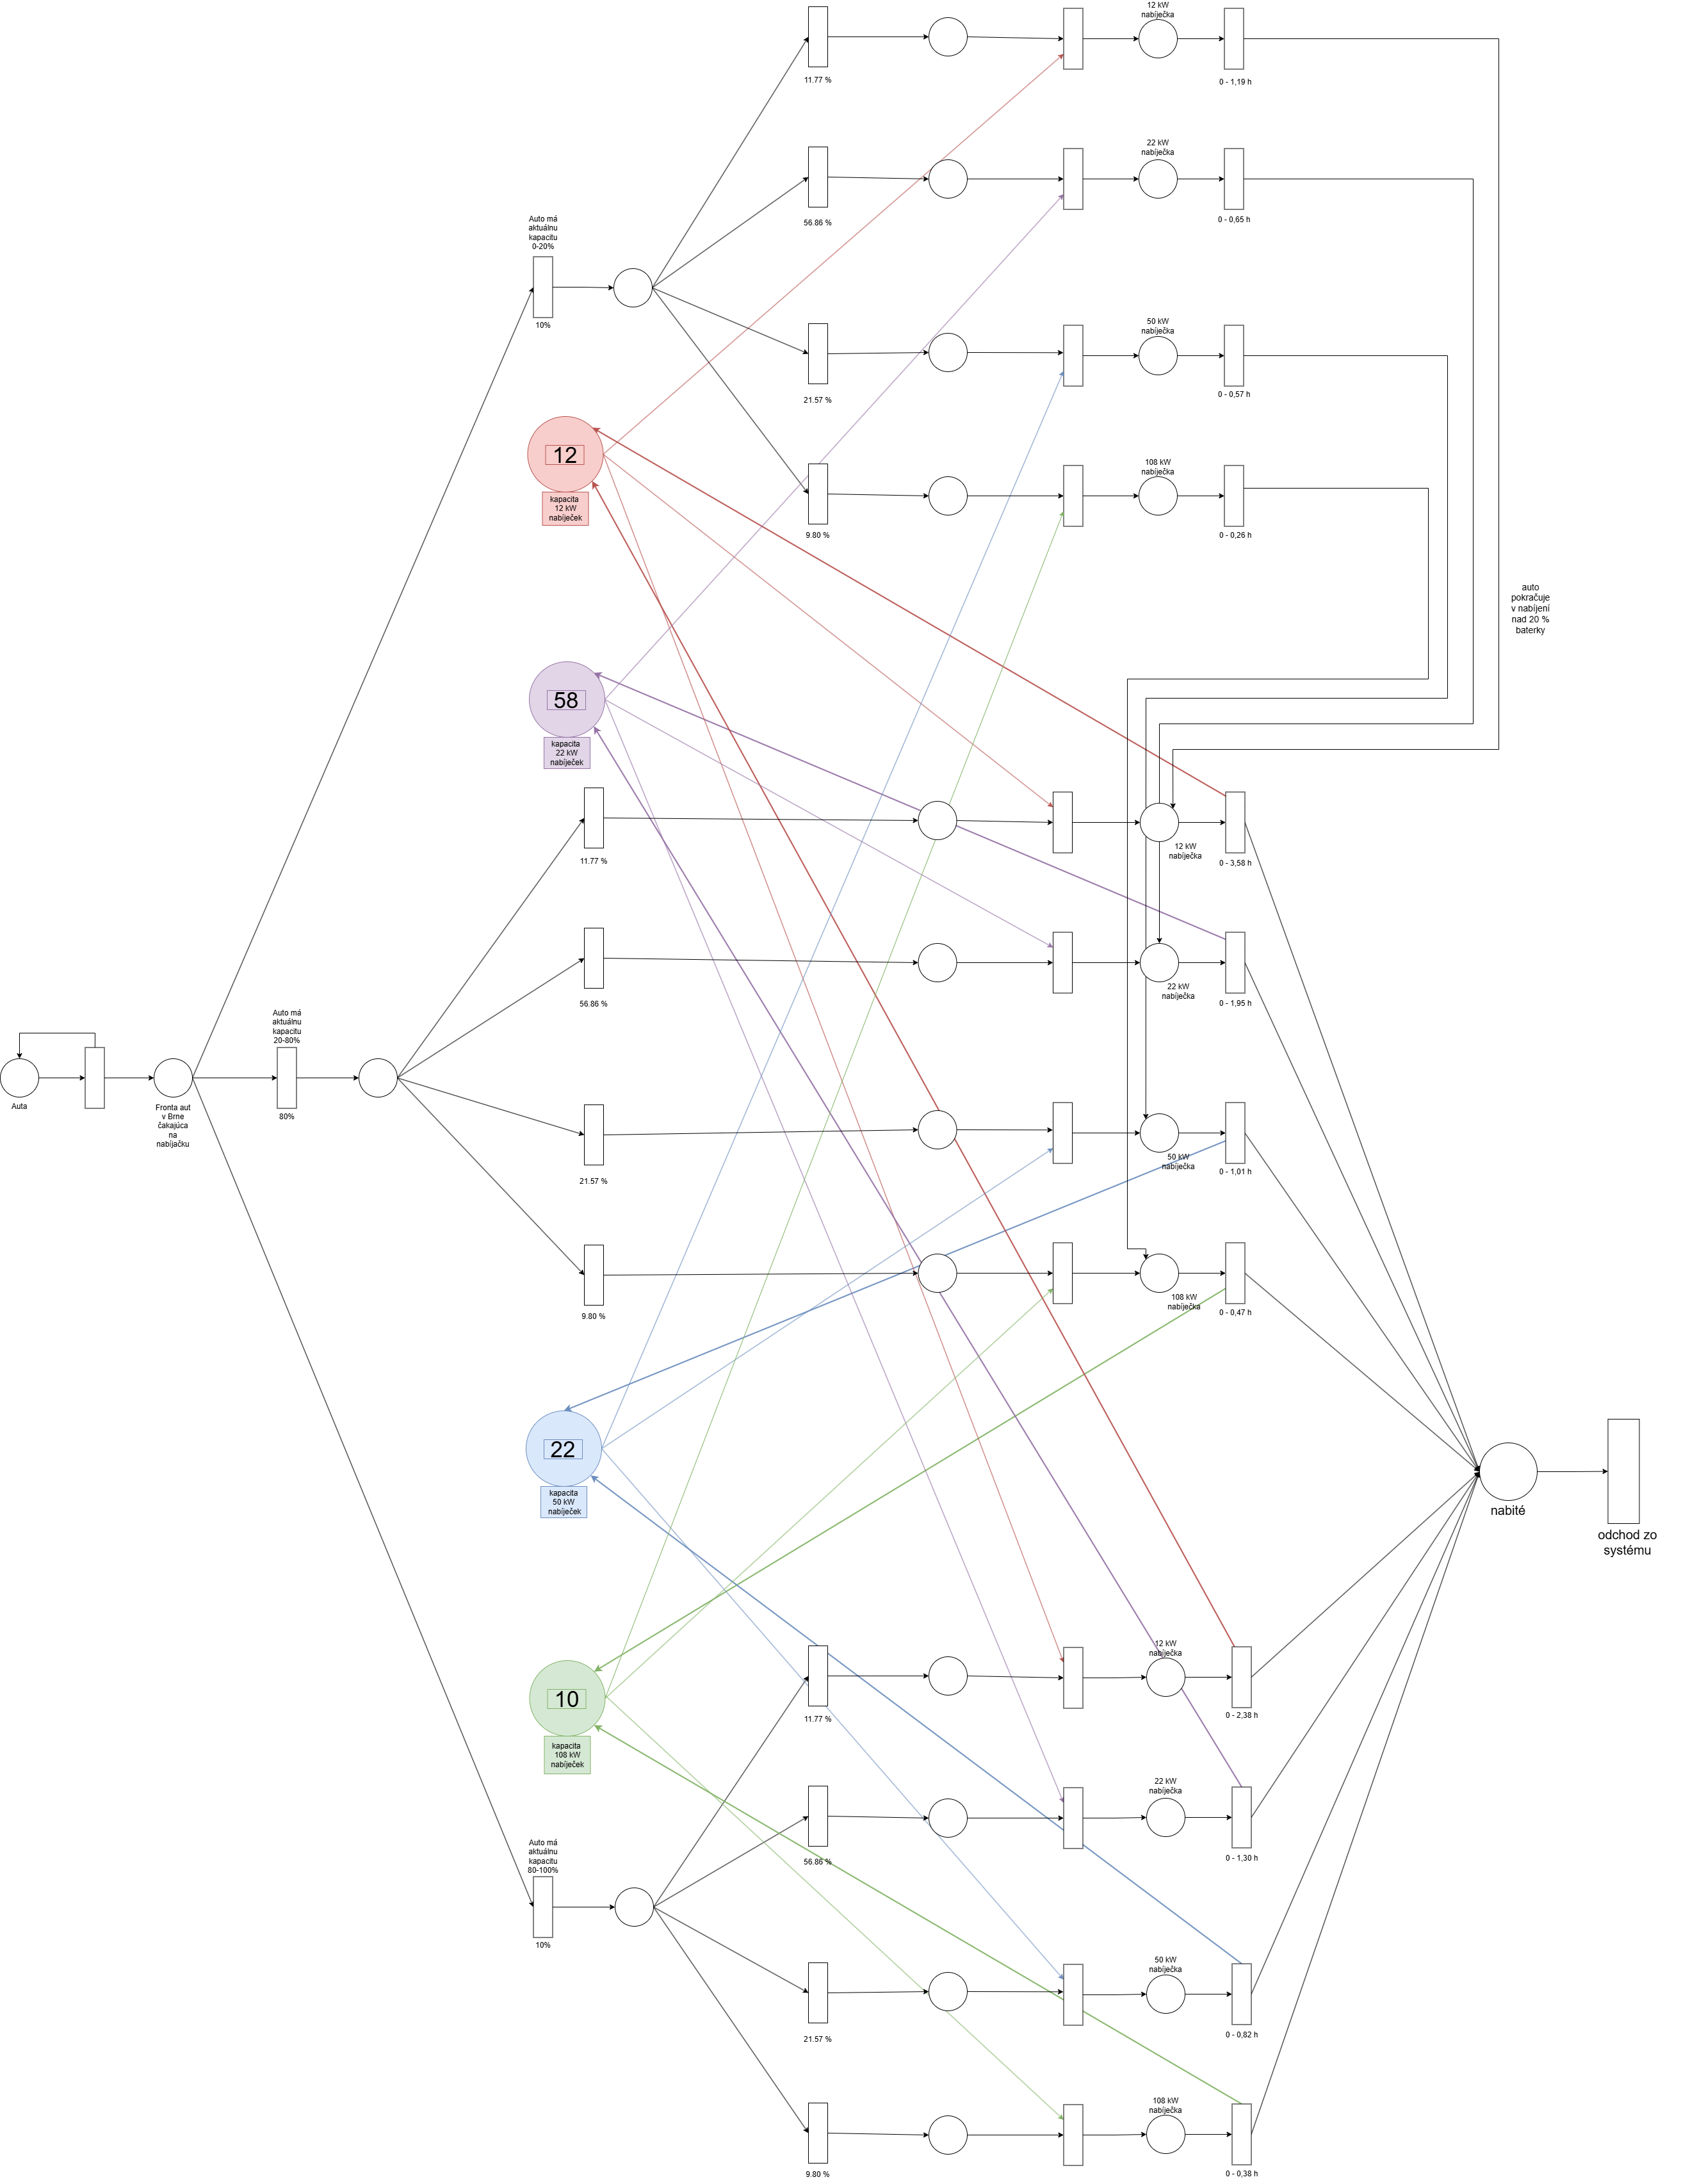 12 kW
nabíječka
11.77 %
0 - 1,19 h
22 kW
nabíječka
56.86 %
0 - 0,65 h
Auto má
aktuálnu
kapacitu
0-20%
10%
50 kW
nabíječka
21.57 %
0 - 0,57 h
12
kapacita
12 kW
nabíječek
108 kW
nabíječka
9.80 %
0 - 0,26 h
auto
pokračuje
v nabíjení
nad 20 %
baterky
58
kapacita
22 kW
nabíječek
11.77 %
12 kW
nabíječka
0 - 3,58 h
56.86 %
22 kW
nabíječka
0 - 1,95 h
Auta
Fronta aut
v Brne
čakajúca
na
nabíjačku
Auto má
aktuálnu
kapacitu
20-80%
80%
21.57 %
50 kW
nabíječka
0 - 1,01 h
9.80 %
108 kW
nabíječka
0 - 0,47 h
22
kapacita
50 kW
nabíječek
nabité
odchod zo
systému
10
kapacita
108 kW
nabíječek
12 kW
nabíječka
11.77 %
0 - 2,38 h
22 kW
nabíječka
56.86 %
0 - 1,30 h
Auto má
aktuálnu
kapacitu
80-100%
10%
50 kW
nabíječka
21.57 %
0 - 0,82 h
108 kW
nabíječka
9.80 %
0 - 0,38 h